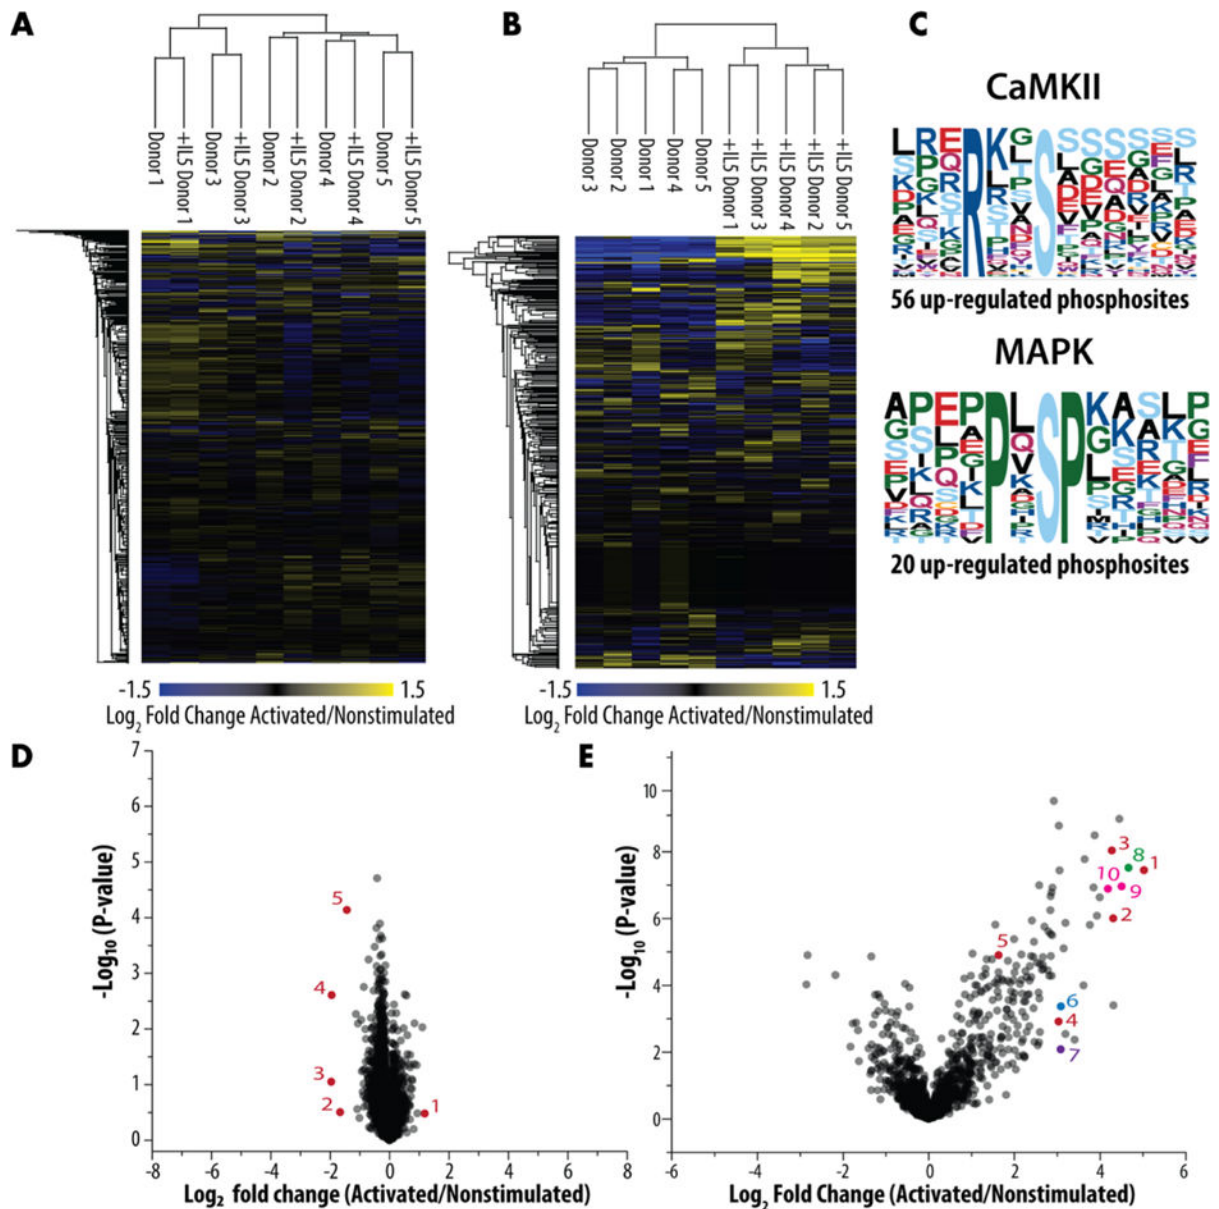 A
B
C
Donor 1
+IL5 Donor 1
Donor 3
+IL5 Donor 3
Donor 2
+IL5 Donor 2
Donor 4
+IL5 Donor 4
Donor 5
+IL5 Donor 5
Donor 3
Donor 2
Donor 1
Donor 4
Donor 5
+IL5 Donor 1
+IL5 Donor 3
+IL5 Donor 4
+IL5 Donor 2
+IL5 Donor 5
CaMKII
56 up-regulated phosphosites
MAPK
20 up-regulated phosphosites
-1.5 1.5
Log2 Fold Change Activated/Nonstimulated
-1.5 1.5
Log2 Fold Change Activated/Nonstimulated
D
-Log10 (P-value)
7
6
5
4
3
2
1
0
5
4
3
2
1
-8 -6 -4 -2 0 2 4 6 8
Log2 fold change (Activated/Nonstimulated)
E
-Log10 (P-value)
10
8
6
4
2
0
3
8
1
10
9
2
5
6
4
7
-6 -4 -2 0 2 4 6
Log2 Fold Change (Activated/Nonstimulated)